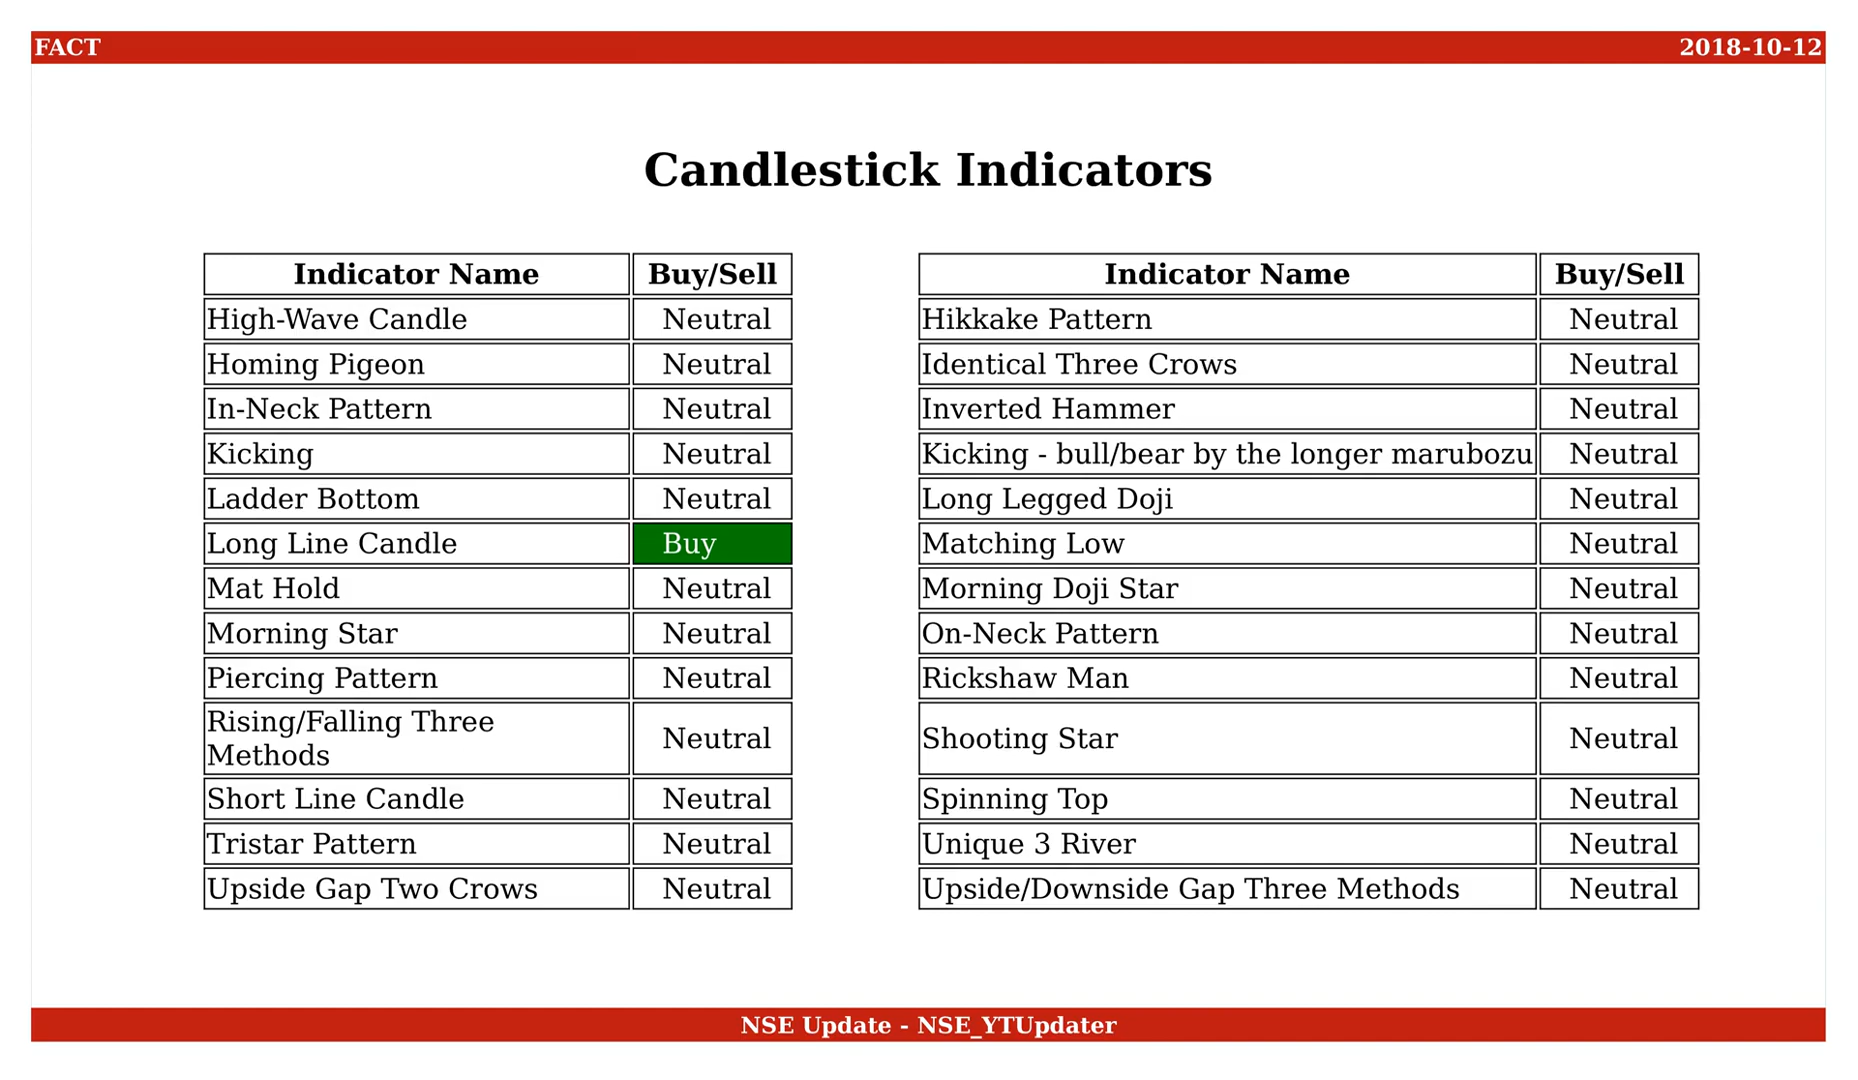 FACT 2018-10-12
Candlestick Indicators
Indicator Name Buy/Sell
High-Wave Candle Neutral
Homing Pigeon Neutral
In-Neck Pattern Neutral
Kicking Neutral
Ladder Bottom Neutral
Long Line Candle Buy
Mat Hold Neutral
Morning Star Neutral
Piercing Pattern Neutral
Rising/Falling Three
Methods Neutral
Short Line Candle Neutral
Tristar Pattern Neutral
Upside Gap Two Crows Neutral
Indicator Name Buy/Sell
Hikkake Pattern Neutral
Identical Three Crows Neutral
Inverted Hammer Neutral
Kicking - bull/bear by the longer marubozu Neutral
Long Legged Doji Neutral
Matching Low Neutral
Morning Doji Star Neutral
On-Neck Pattern Neutral
Rickshaw Man Neutral
Shooting Star Neutral
Spinning Top Neutral
Unique 3 River Neutral
Upside/Downside Gap Three Methods Neutral
NSE Update - NSE_YTUpdater